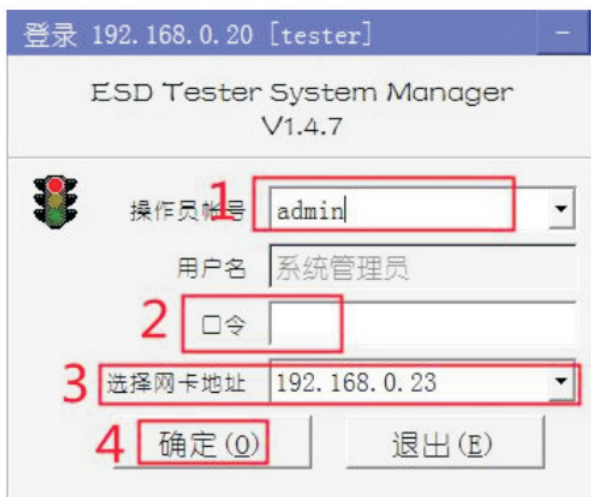 登录 192.168.0.20 [tester]
ESD Tester System Manager
V1.4.7
1
操作员帐号 admin
用户名 系统管理员
2 口令
3 选择网卡地址 192.168.0.23
4 确定(O) 退出(E)